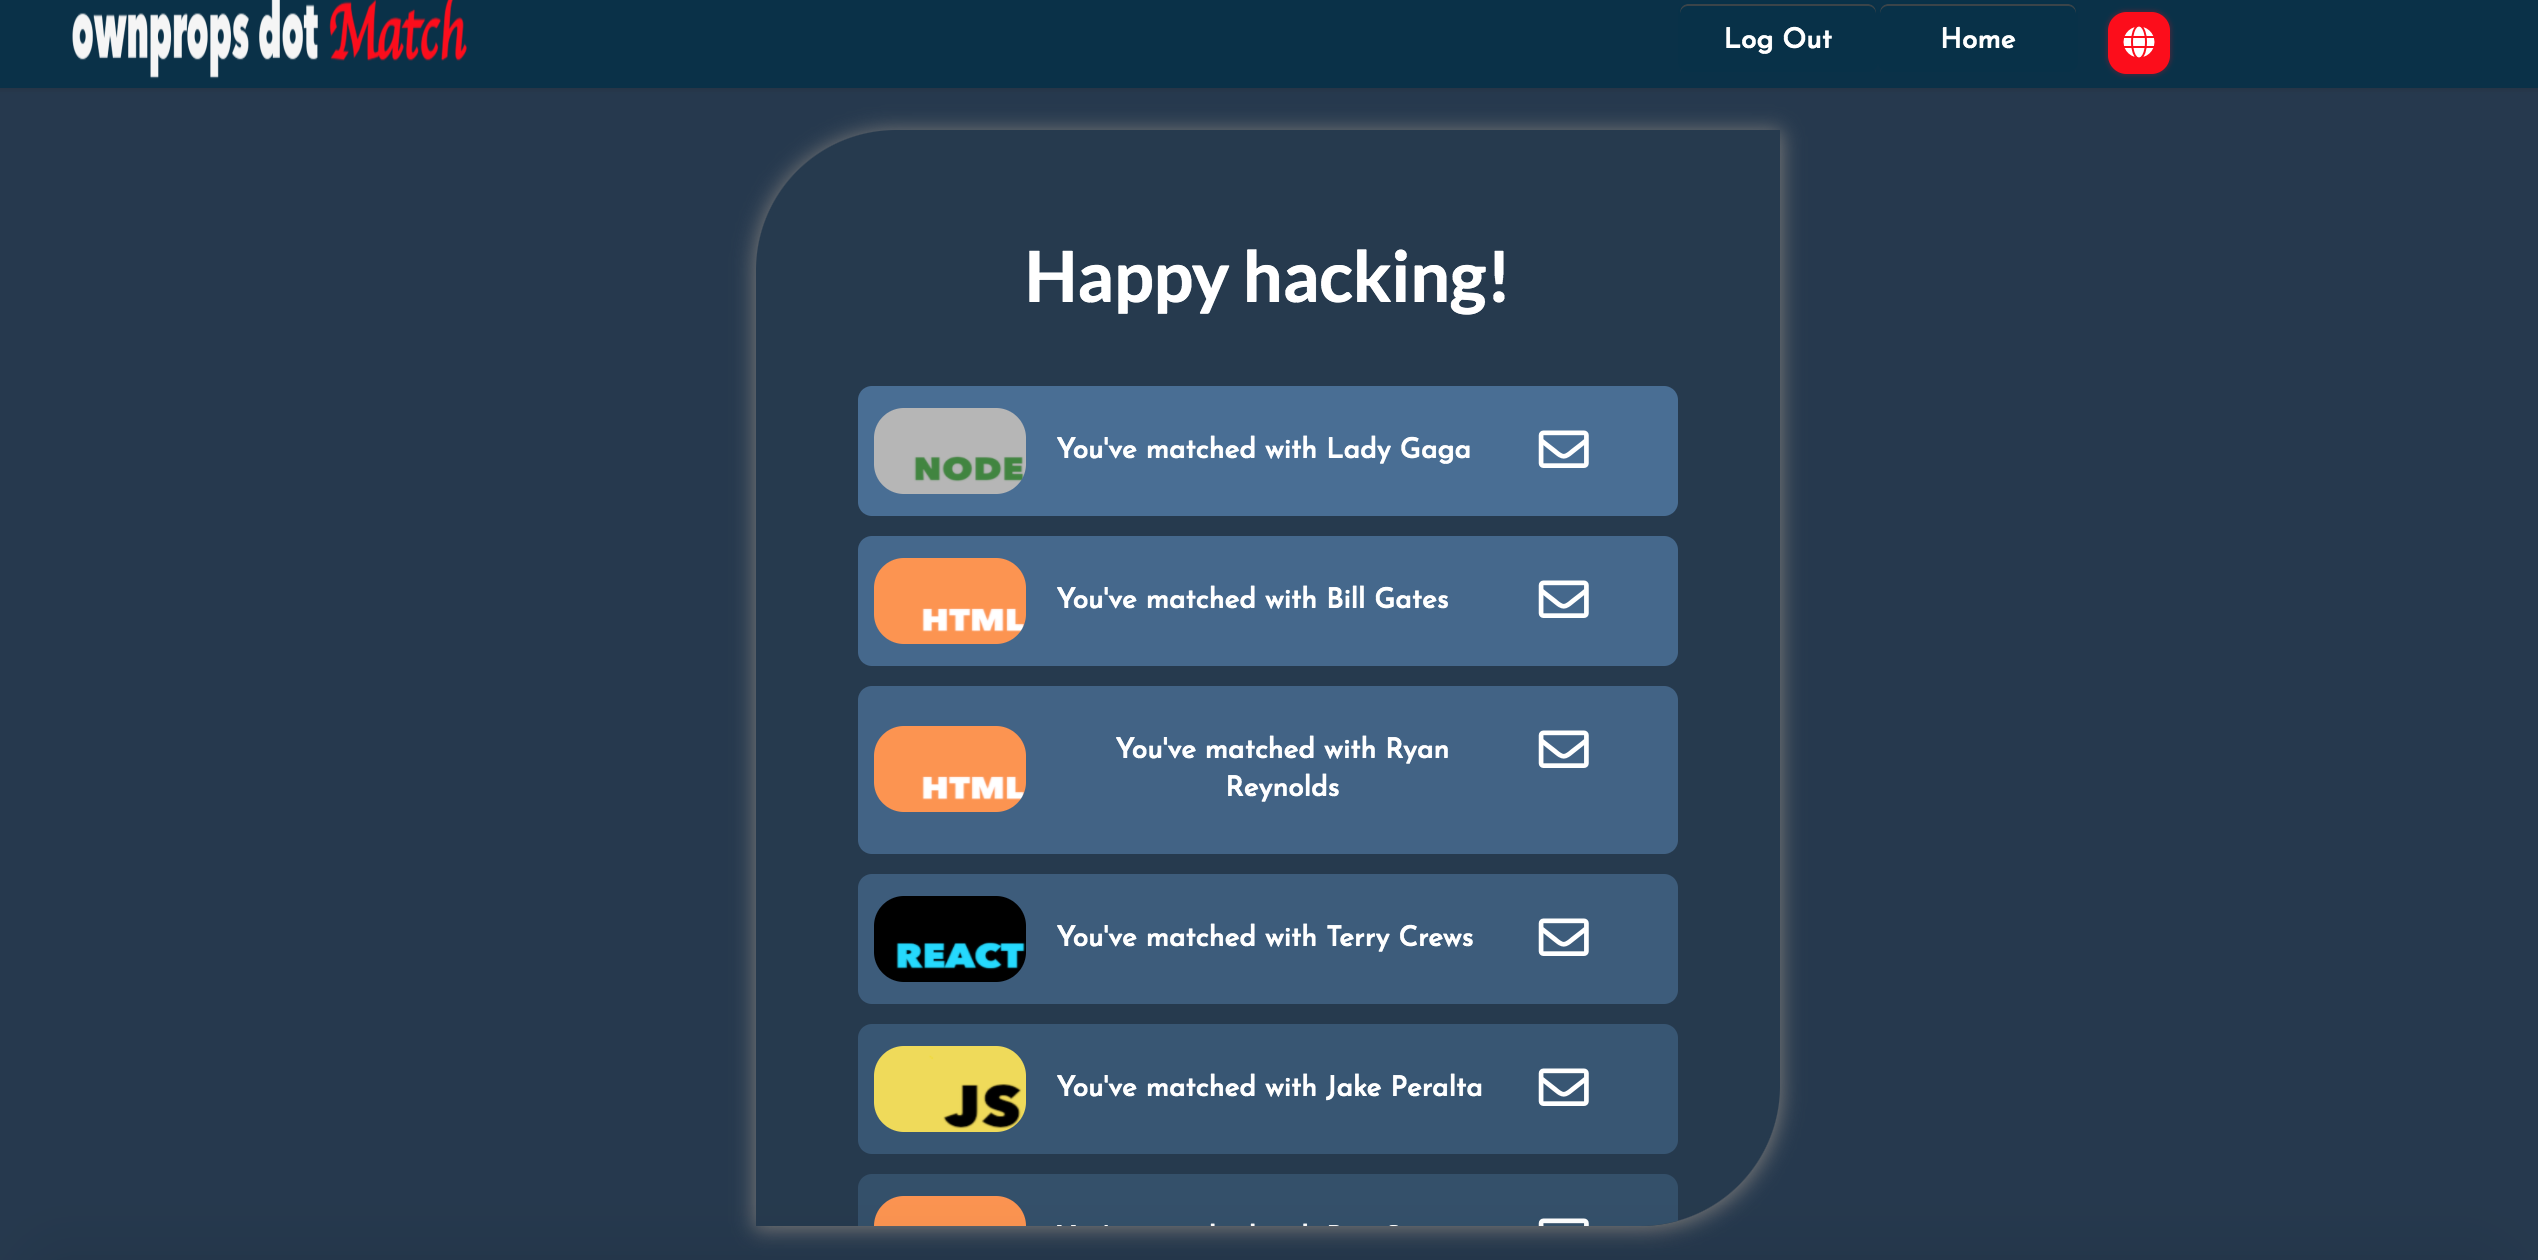 ownprops dot Match
Log Out
Home
Happy hacking!
NODE
You've matched with Lady Gaga
HTML
You've matched with Bill Gates
HTML
You've matched with Ryan
Reynolds
REACT
You've matched with Terry Crews
JS
You've matched with Jake Peralta